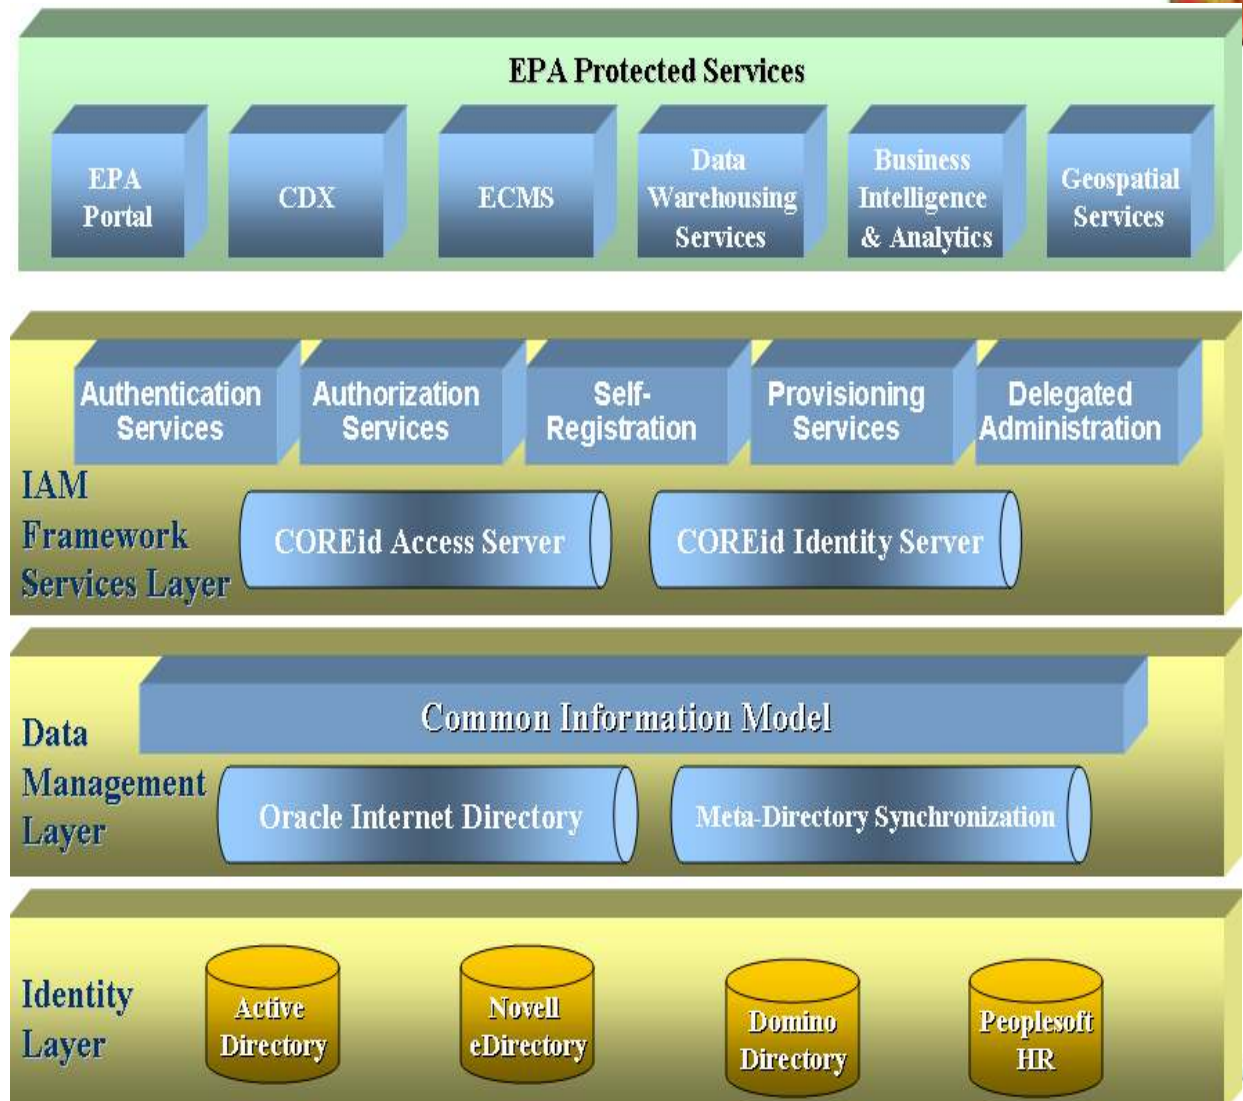 EPA Protected Services
EPA
Portal
CDX
ECMS
Data
Warehousing
Services
Business
Intelligence
& Analytics
Geospatial
Services
Authentication
Services
Authorization
Services
Self-
Registration
Provisioning
Services
Delegated
Administration
IAM
Framework
Services Layer
COREid Access Server
COREid Identity Server
Common Information Model
Data
Management
Layer
Oracle Internet Directory
Meta-Directory Synchronization
Identity
Layer
Active
Directory
Novell
eDirectory
Domino
Directory
Peoplesoft
HR